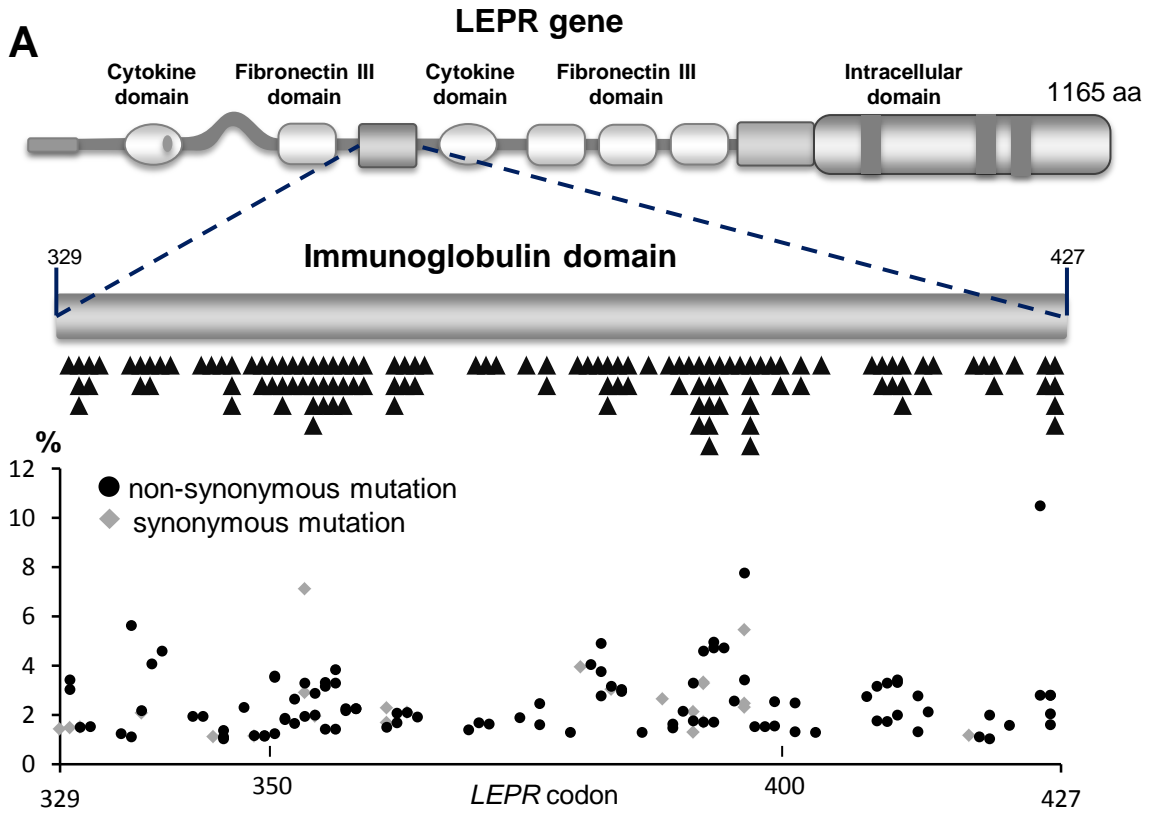 A
LEPR gene
Cytokine
domain
Fibronectin III
domain
Cytokine
domain
Fibronectin III
domain
Intracellular
domain
1165 aa
329
Immunoglobulin domain
427
%
12
10
8
6
4
2
0
non-synonymous mutation
synonymous mutation
329
350
LEPR codon
400
427